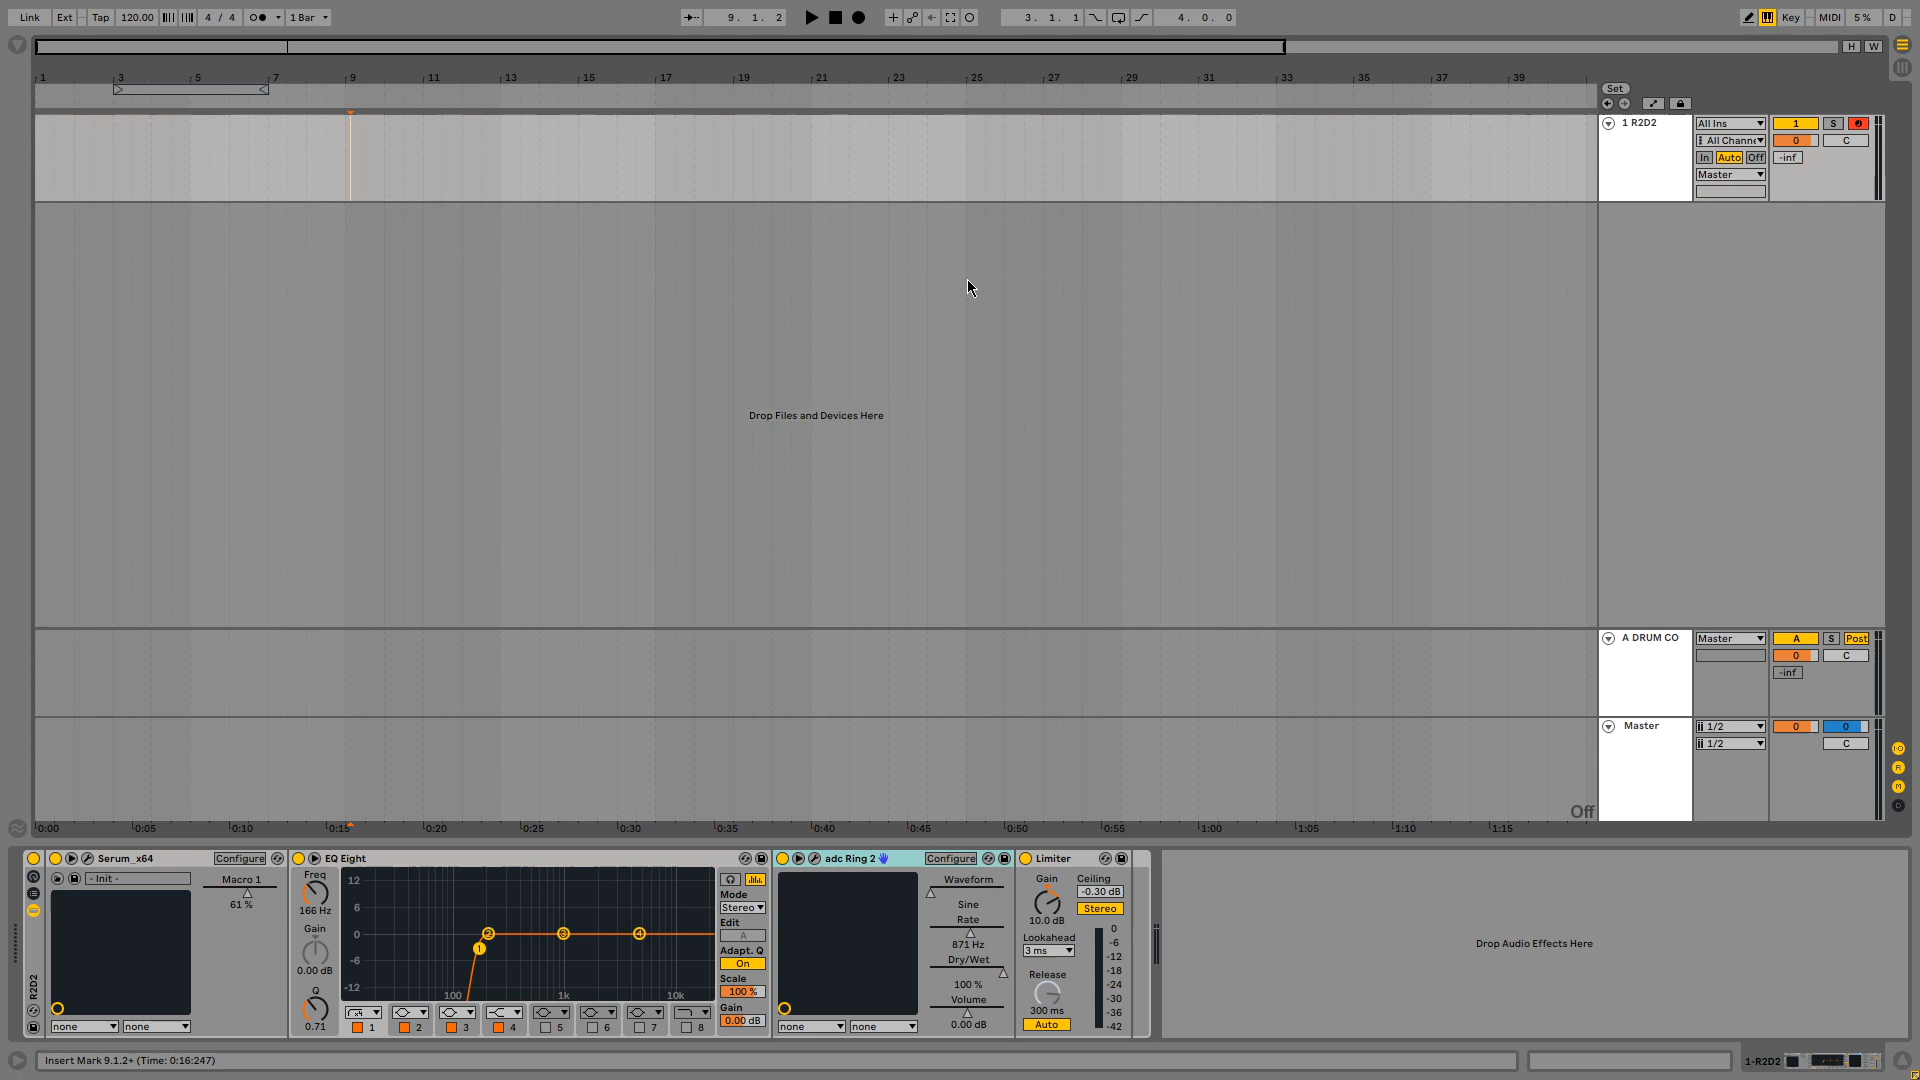 Link Ext Tap 120.00 4 / 4 1 Bar 9. 1. 2 3. 1. 1 4. 0. 0 Key MIDI 5 % D
H W
1 3 5 7 9 11 13 15 17 19 21 23 25 27 29 31 33 35 37 39
Set
1 R2D2 All Ins 1 S
All Channe 0 C
In Auto Off -inf
Master
Drop Files and Devices Here
A DRUM CO Master A S Post
0 C
-inf
Master 1/2 0 0
1/2 C
Off
0:00 0:05 0:10 0:15 0:20 0:25 0:30 0:35 0:40 0:45 0:50 0:55 1:00 1:05 1:10 1:15
R2D2
Serum_x64 Configure
- Init -
Macro 1
61 %
none none
EQ Eight
Freq
166 Hz
Gain
0.00 dB
Q
0.71
12
6
0
-6
-12
1 2 3 4
100 1k 10k
1 2 3 4 5 6 7 8
Mode
Stereo
Edit
A
Adapt. Q
On
Scale
100 %
Gain
0.00 dB
adc Ring 2 Configure
Waveform
Sine
Rate
871 Hz
Dry/Wet
100 %
Volume
0.00 dB
none none
Limiter
Gain
10.0 dB
Ceiling
-0.30 dB
Stereo
Lookahead
3 ms
Release
300 ms
Auto
0
-6
-12
-18
-24
-30
-36
-42
Drop Audio Effects Here
Insert Mark 9.1.2+ (Time: 0:16:247)
1-R2D2